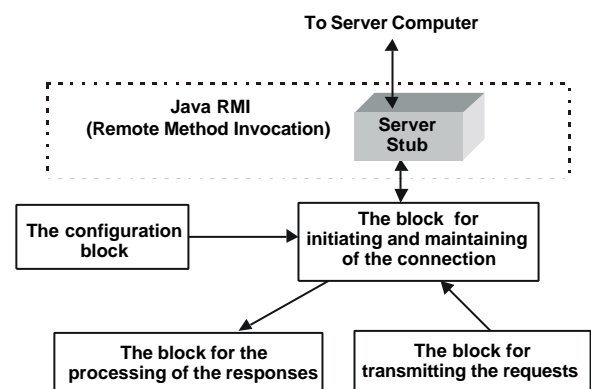 To Server Computer
Java RMI
(Remote Method Invocation)
Server
Stub
The configuration
block
The block for
initiating and maintaining
of the connection
The block for the
processing of the responses
The block for
transmitting the requests